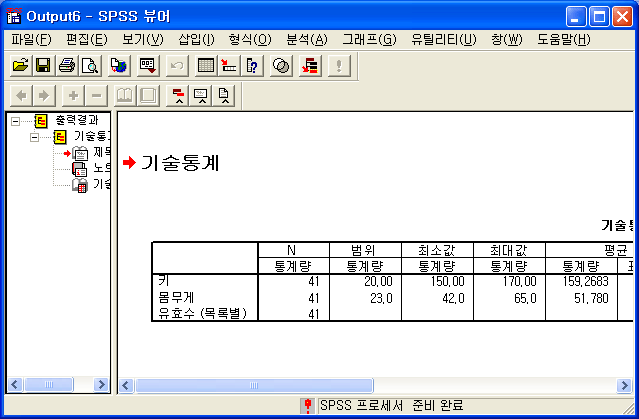 Output6 - SPSS 뷰어
파일(F) 편집(E) 보기(V) 삽입(I) 형식(O) 분석(A) 그래프(G) 유틸리티(U) 창(W) 도움말(H)
출력결과
기술통
제목
노
기술
기술통계
기술
N 범위 최소값 최대값 평균
통계량 통계량 통계량 통계량 통계량
키 41 20,00 150,00 170,00 159,2683
몸무게 41 23,0 42,0 65,0 51,780
유효수 (목록별) 41
SPSS 프로세서 준비 완료